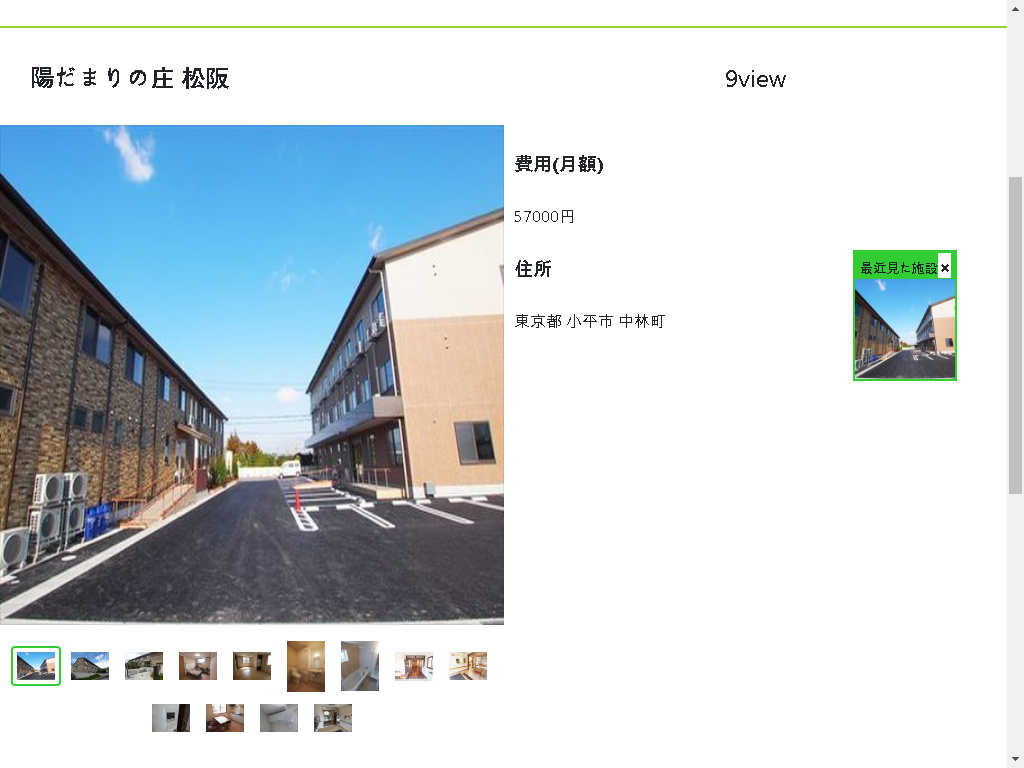 陽だまりの庄 松阪
9view
費用(月額)
57000円
住所
東京都 小平市 中林町
最近見た施設×